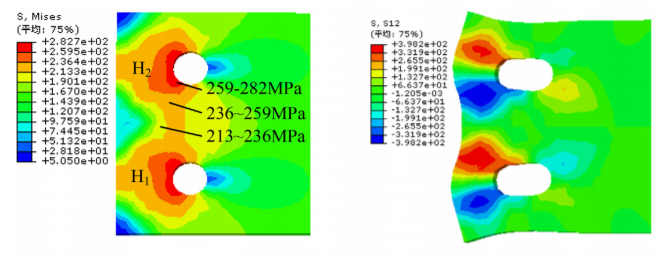 S, Mises
(平均: 75%)
+2.827e+02
+2.595e+02
+2.364e+02
+2.133e+02
+1.901e+02
+1.670e+02
+1.439e+02
+1.207e+02
+9.759e+01
+7.445e+01
+5.132e+01
+2.818e+01
+5.050e+00
H2
259-282MPa
236~259MPa
213~236MPa
H1
S, S12
(平均: 75%)
+3.982e+02
+3.319e+02
+2.655e+02
+1.991e+02
+1.327e+02
+6.637e+01
-1.205e-03
-6.637e+01
-1.327e+02
-1.991e+02
-2.655e+02
-3.319e+02
-3.982e+02